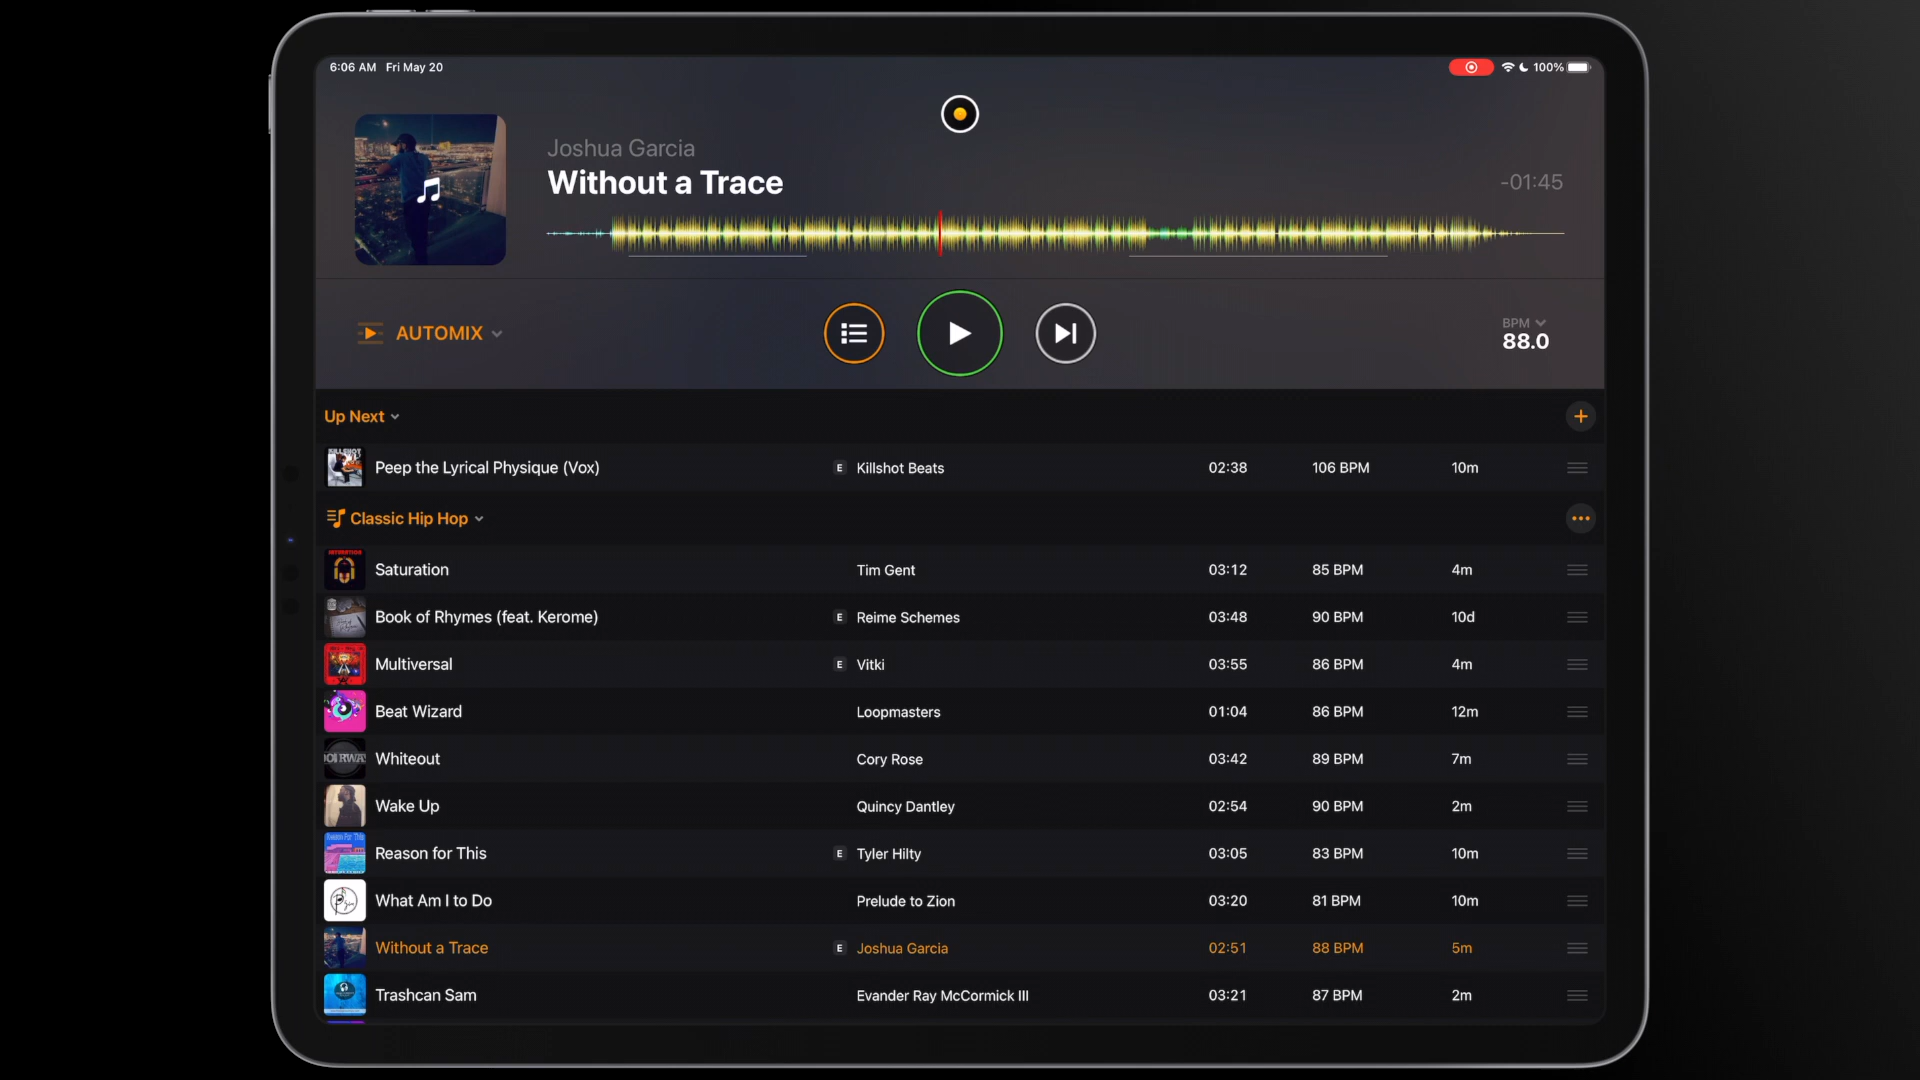 6:06 AM Fri May 20
100%
Joshua Garcia
Without a Trace
-01:45
AUTOMIX
BPM
88.0
Up Next
Peep the Lyrical Physique (Vox) E Killshot Beats 02:38 106 BPM 10m
Classic Hip Hop
Saturation Tim Gent 03:12 85 BPM 4m
Book of Rhymes (feat. Kerome) E Reime Schemes 03:48 90 BPM 10d
Multiversal E Vitki 03:55 86 BPM 4m
Beat Wizard Loopmasters 01:04 86 BPM 12m
Whiteout Cory Rose 03:42 89 BPM 7m
Wake Up Quincy Dantley 02:54 90 BPM 2m
Reason for This E Tyler Hilty 03:05 83 BPM 10m
What Am I to Do Prelude to Zion 03:20 81 BPM 10m
Without a Trace E Joshua Garcia 02:51 88 BPM 5m
Trashcan Sam Evander Ray McCormick III 03:21 87 BPM 2m